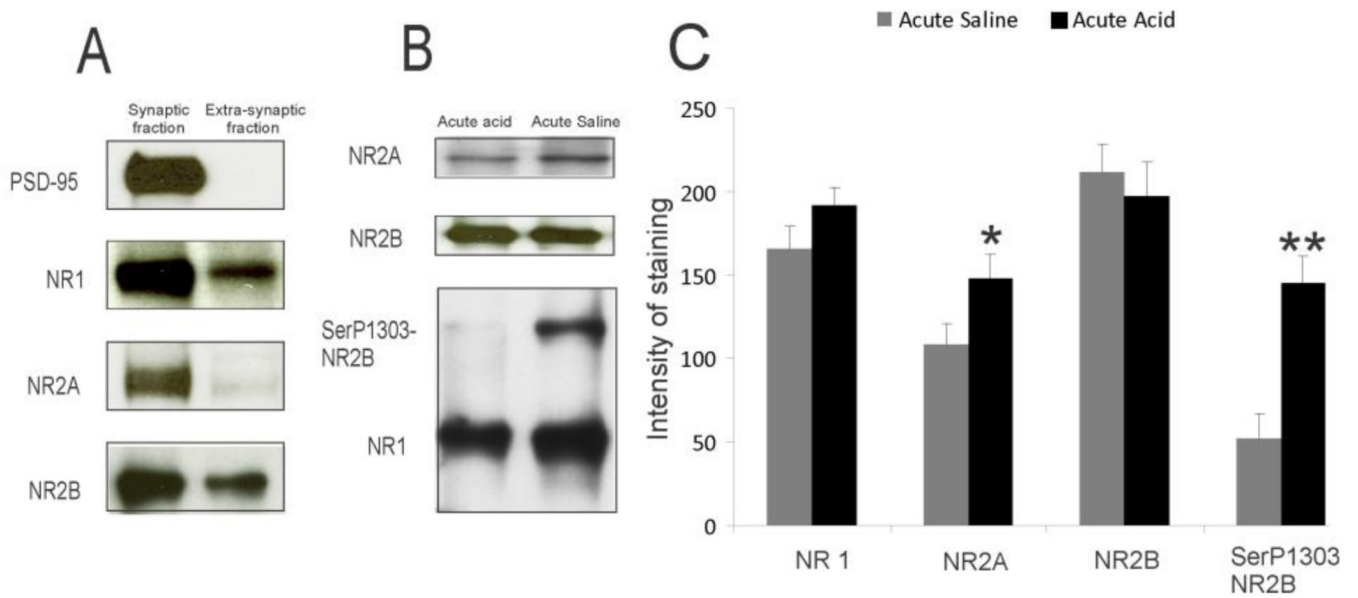 A
Synaptic
fraction
Extra-synaptic
fraction
PSD-95
NR1
NR2A
NR2B
B
Acute acid
Acute Saline
NR2A
NR2B
SerP1303-
NR2B
NR1
C
Acute Saline
Acute Acid
Intensity of staining
250
200
150
100
50
0
*
**
NR 1
NR2A
NR2B
SerP1303
NR2B